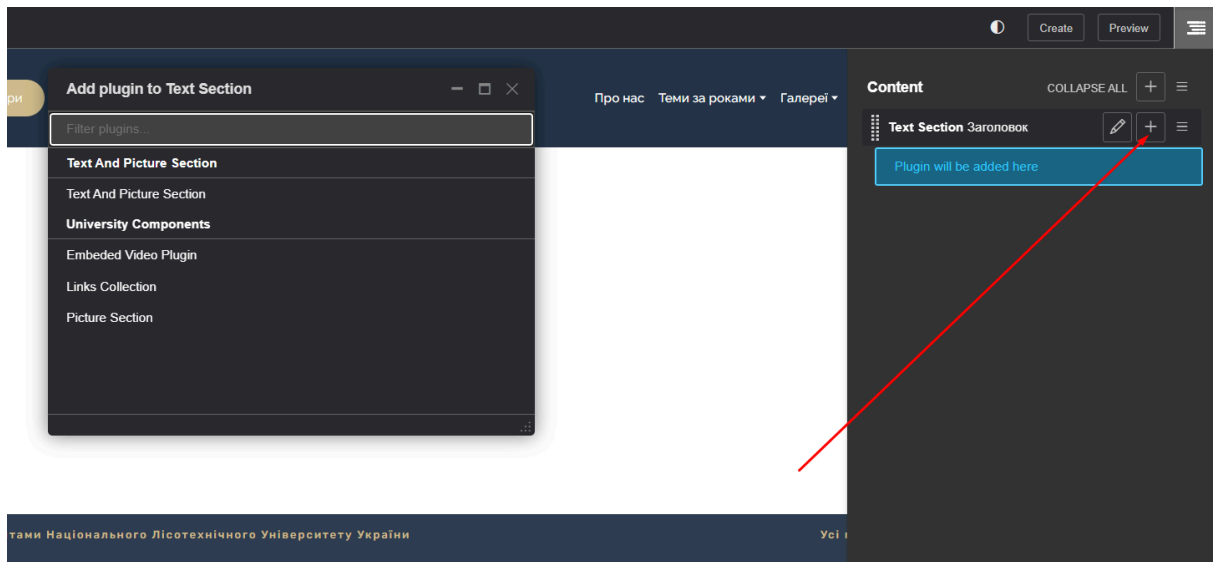 Create Preview
ри
Про нас Теми за роками Галереї
Add plugin to Text Section
Filter plugins...
Text And Picture Section
Text And Picture Section
University Components
Embeded Video Plugin
Links Collection
Picture Section
Content COLLAPSE ALL
Text Section Заголовок
Plugin will be added here
тами Національного Лісотехнічного Університету України
Усі